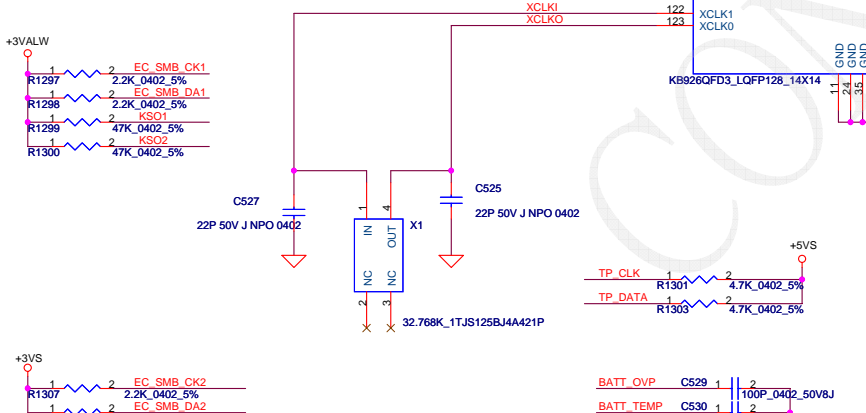 XCLKI 122 XCLK1
XCLKO 123 XCLK0
GND GND GND
KB926QFD3_LQFP128_14X14
11 24 35
+3VALW
1 2 EC_SMB_CK1
R1297 2.2K_0402_5%
1 2 EC_SMB_DA1
R1298 2.2K_0402_5%
1 2 KSO1
R1299 47K_0402_5%
1 2 KSO2
R1300 47K_0402_5%
C527
22P 50V J NPO 0402
C525
22P 50V J NPO 0402
1 4
IN OUT X1
NC NC
2 3
32.768K_1TJS125BJ4A421P
+5VS
TP_CLK 1 2
R1301 4.7K_0402_5%
TP_DATA 1 2
R1303 4.7K_0402_5%
+3VS
1 2 EC_SMB_CK2
R1307 2.2K_0402_5%
1 2 EC_SMB_DA2
BATT_OVP C529 1 2
100P_0402_50V8J
BATT_TEMP C530 1 2
CON